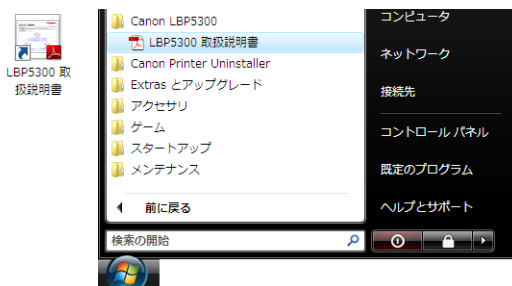 LBP5300 取
扱説明書
Canon LBP5300
LBP5300 取扱説明書
Canon Printer Uninstaller
Extras とアップグレード
アクセサリ
ゲーム
スタートアップ
メンテナンス
前に戻る
検索の開始
コンピュータ
ネットワーク
接続先
コントロール パネル
既定のプログラム
ヘルプとサポート